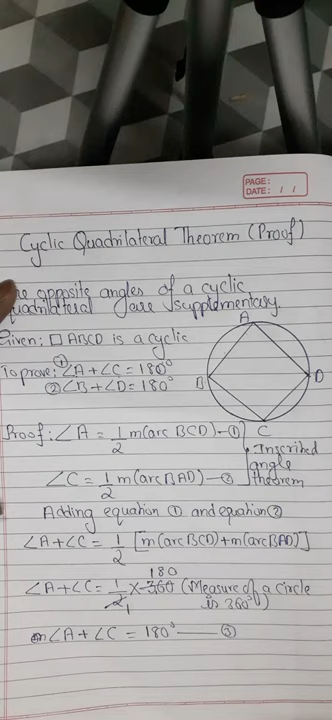 PAGE:
DATE: / /
Cyclic Quadrilateral Theorem (Proof)
opposite angles of a cyclic
quadrilateral are supplementary.
Given: □ ABCD is a cyclic
To prove: ① ∠A + ∠C = 180°
② ∠B + ∠D = 180°
A
B
D
C
Proof: ∠A = 1/2 m(arc BCD) - ①
∠C = 1/2 m(arc BAD) - ②
Inscribed
angle
theorem
Adding equation ① and equation ②
∠A + ∠C = 1/2 [m(arc BCD) + m(arc BAD)]
180
∠A + ∠C = 1/2 × 360 (Measure of a circle
1
is 360°)
m∠A + ∠C = 180° - ③